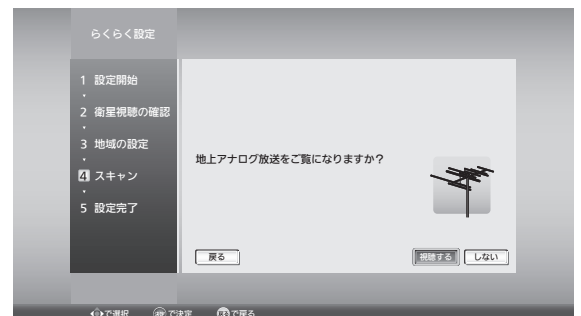 らくらく設定
1 設定開始
2 衛星視聴の確認
3 地域の設定
4 スキャン
5 設定完了
地上アナログ放送をご覧になりますか？
戻る
視聴する しない
で選択 で決定 で戻る